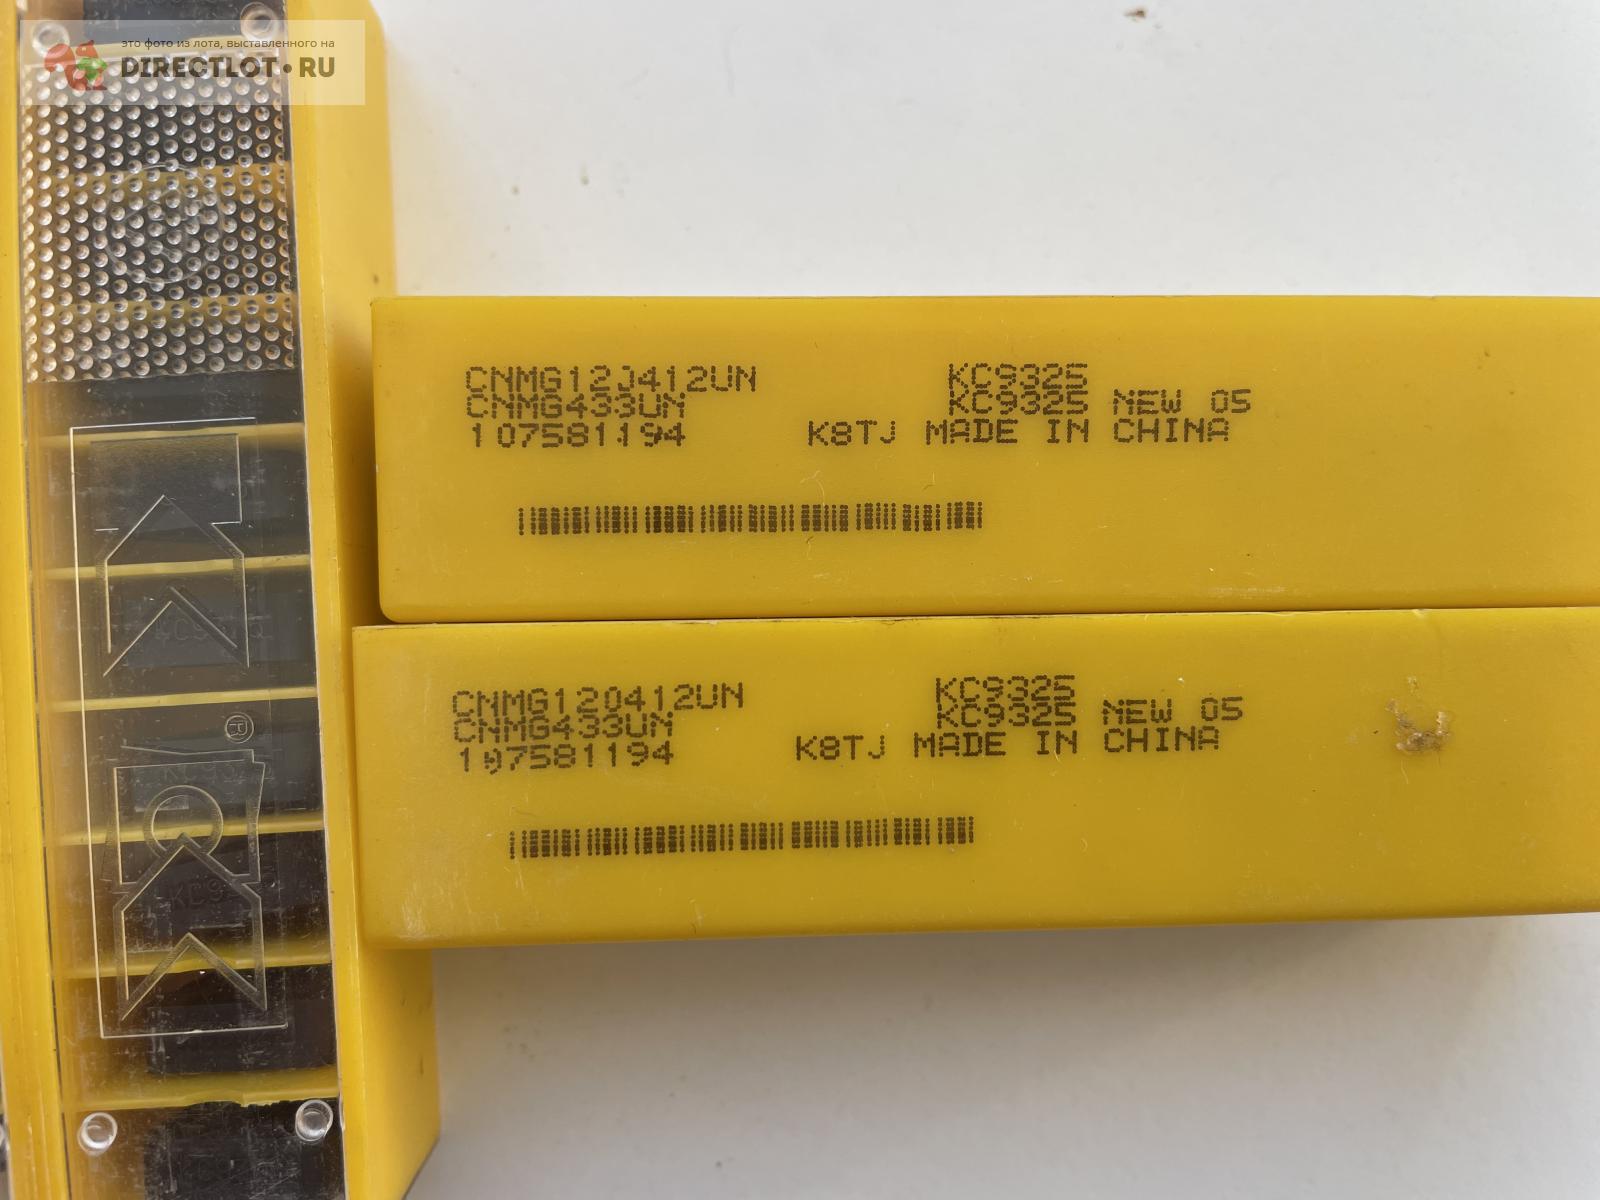 это фото из лота, выставленного на
DIRECTLOT.RU
CNMG12J412UN KC9325
CNMG433UN KC9325 NEW 05
107581194 K8TJ MADE IN CHINA
CNMG120412UN KC9325
CNMG433UN KC9325 NEW 05
107581194 K8TJ MADE IN CHINA
®